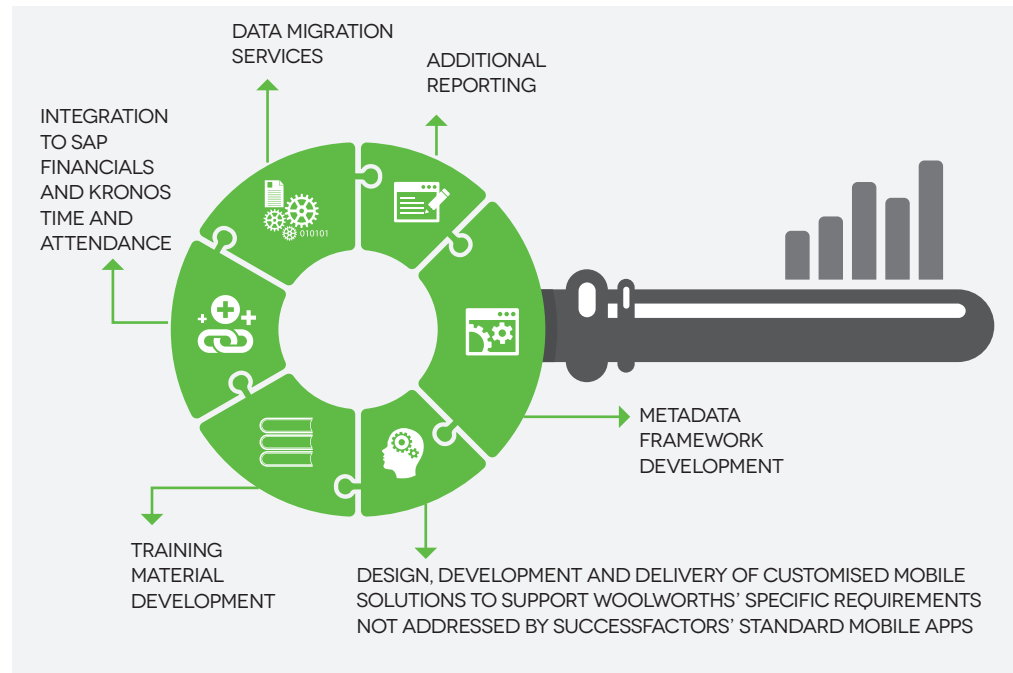 DATA MIGRATION
SERVICES
ADDITIONAL
REPORTING
INTEGRATION
TO SAP
FINANCIALS
AND KRONOS
TIME AND
ATTENDANCE
010101
METADATA
FRAMEWORK
DEVELOPMENT
TRAINING
MATERIAL
DEVELOPMENT
DESIGN, DEVELOPMENT AND DELIVERY OF CUSTOMISED MOBILE
SOLUTIONS TO SUPPORT WOOLWORTHS’ SPECIFIC REQUIREMENTS
NOT ADDRESSED BY SUCCESSFACTORS’ STANDARD MOBILE APPS